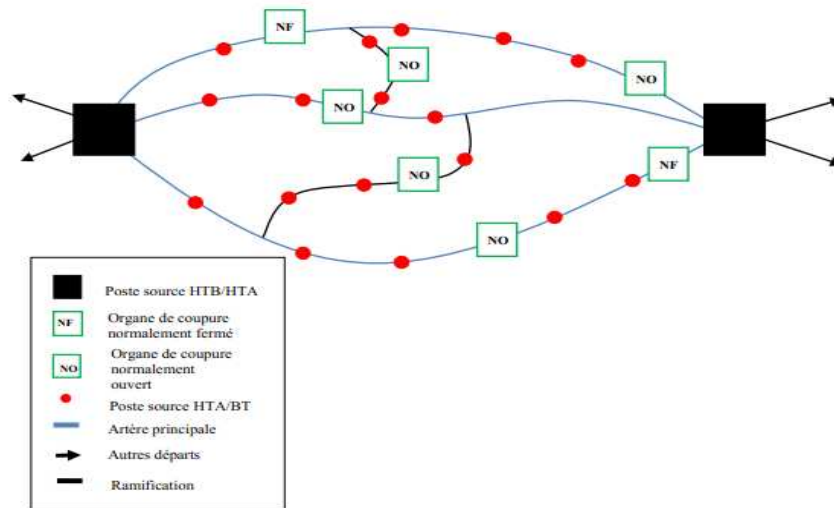 NF
NO
NO
NO
NF
NO
NO
Poste source HTB/HTA
NF
Organe de coupure
normalement fermé
NO
Organe de coupure
normalement
ouvert
Poste source HTA/BT
Artère principale
Autres départs
Ramification